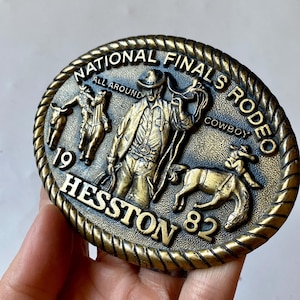 NATIONAL FINALS RODEO
ALL AROUND COWBOY
19 82
HESSTON